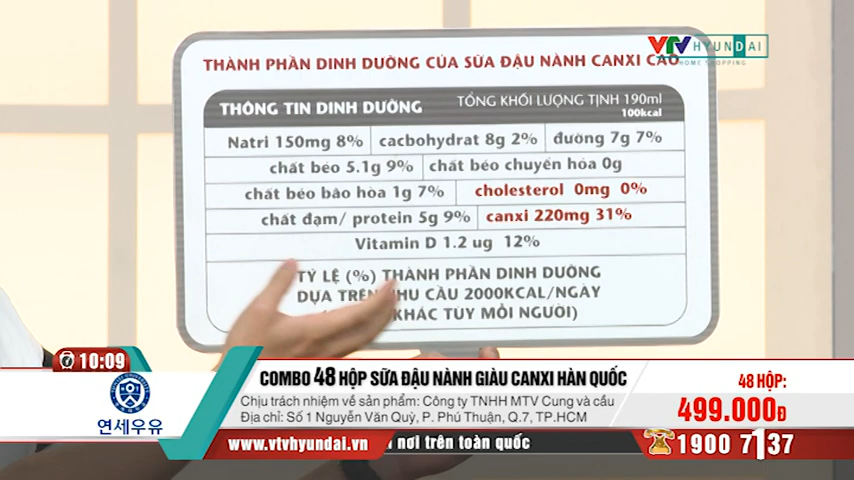 VTV HYUNDAI
HOME SHOPPING
THÀNH PHẦN DINH DƯỠNG CỦA SỮA ĐẬU NÀNH CANXI CAO
THÔNG TIN DINH DƯỠNG
TỔNG KHỐI LƯỢNG TỊNH 190ml
100kcal
Natri 150mg 8% cacbohydrat 8g 2% đường 7g 7%
chất béo 5.1g 9% chất béo chuyển hóa 0g
chất béo bão hòa 1g 7% cholesterol 0mg 0%
chất đạm/ protein 5g 9% canxi 220mg 31%
Vitamin D 1.2 ug 12%
TỶ LỆ (%) THÀNH PHẦN DINH DƯỠNG
DỰA TRÊN NHU CẦU 2000KCAL/NGÀY
KHÁC TÙY MỖI NGƯỜI)
10:09
COMBO 48 HỘP SỮA ĐẬU NÀNH GIÀU CANXI HÀN QUỐC
Chịu trách nhiệm về sản phẩm: Công ty TNHH MTV Cung và cầu
Địa chỉ: Số 1 Nguyễn Văn Quỳ, P. Phú Thuận, Q.7, TP.HCM
48 HỘP:
499.000Đ
연세우유
www.vtvhyundai.vn
nơi trên toàn quốc
1900 7137